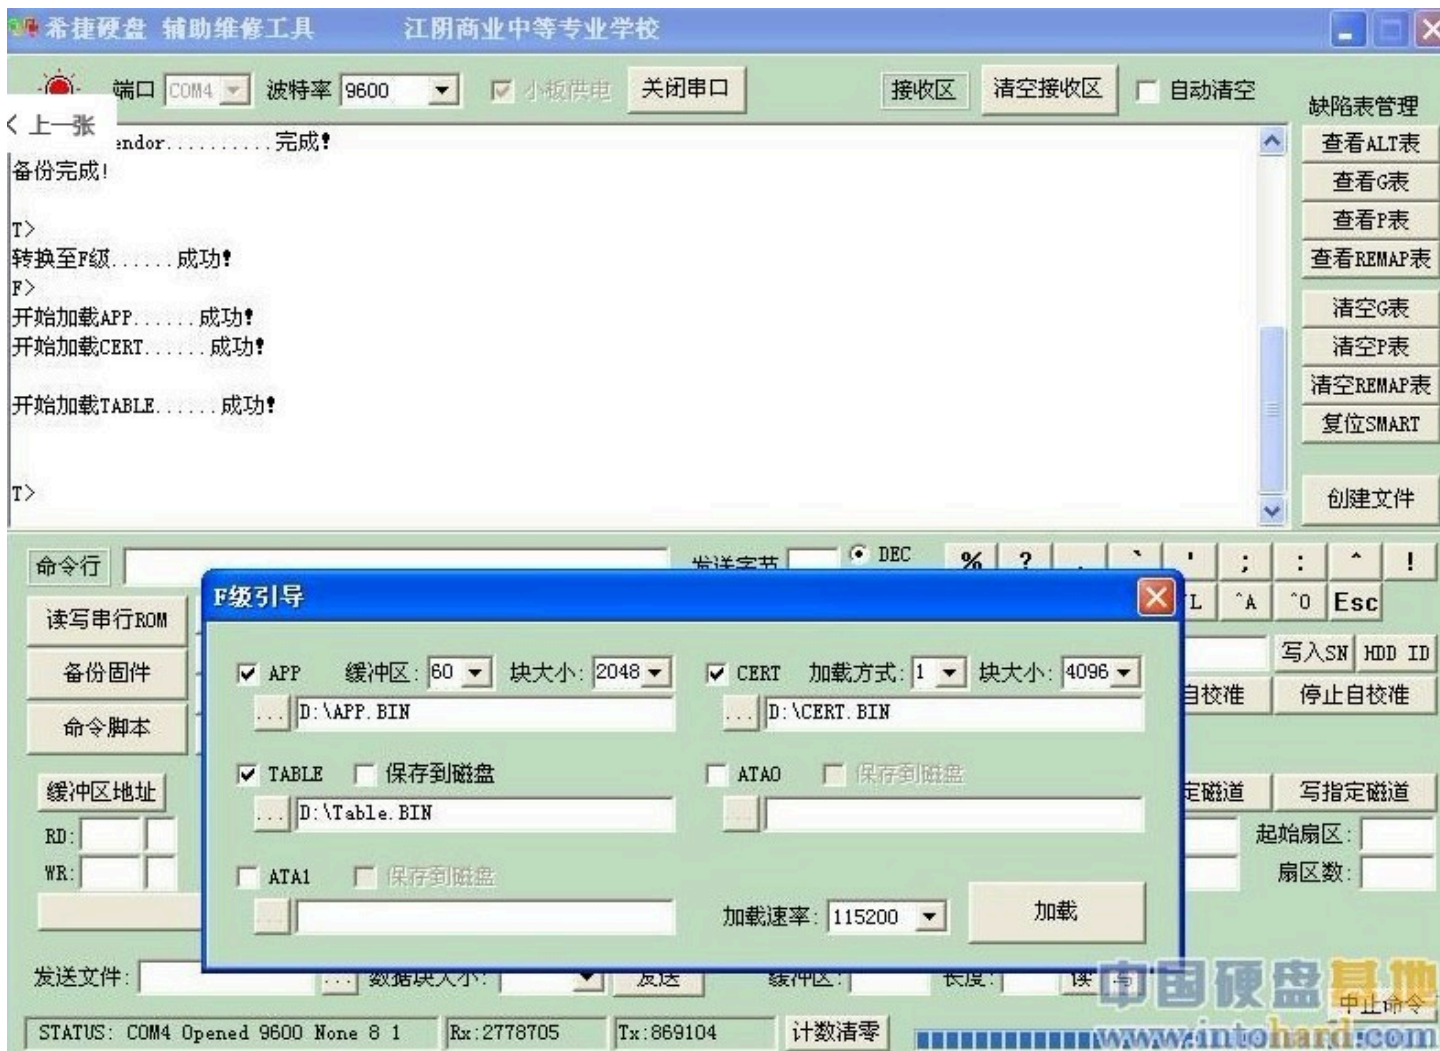 希捷硬盘 辅助维修工具 江阴商业中等专业学校
端口 COM4 波特率 9600 小板供电 关闭串口 接收区 清空接收区 自动清空
缺陷表管理
< 上一张
endor..........完成!
备份完成!
T>
转换至F级......成功!
F>
开始加载APP......成功!
开始加载CERT......成功!
开始加载TABLE......成功!
T>
查看ALT表
查看G表
查看P表
查看REMAP表
清空G表
清空P表
清空REMAP表
复位SMART
创建文件
命令行 发送字节 DEC % ? . ` ' ; : ^ !
^A ^O Esc
读写串行ROM
备份固件
命令脚本
写入SN HDD ID
自校准 停止自校准
缓冲区地址
RD:
WR:
定磁道 写指定磁道
起始扇区:
扇区数:
F级引导
APP 缓冲区: 60 块大小: 2048 CERT 加载方式: 1 块大小: 4096
... D:\APP.BIN ... D:\CERT.BIN
TABLE 保存到磁盘 ATA0 保存到磁盘
... D:\Table.BIN ...
ATA1 保存到磁盘
...
加载速率: 115200 加载
发送文件: ... 数据块大小: 发送 缓冲区: 长度: 读 写
中国硬盘基地
中止命令
www.intohard.com
STATUS: COM4 Opened 9600 None 8 1 Rx:2778705 Tx:869104 计数清零